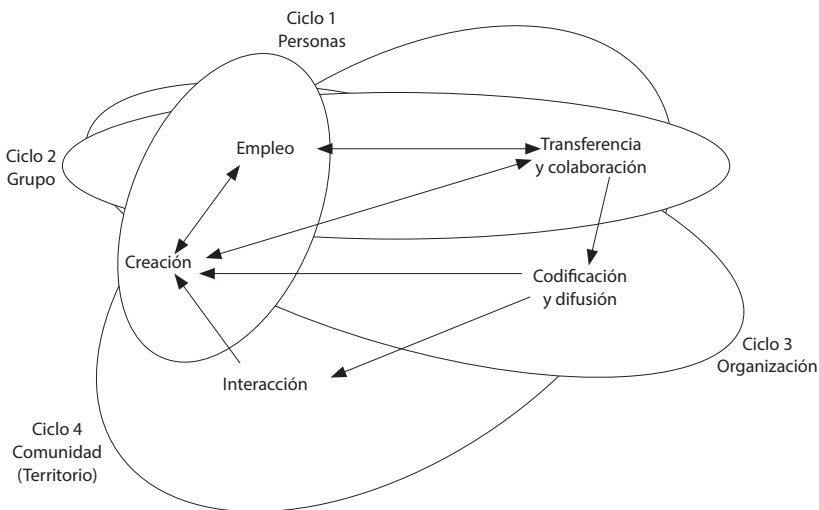 Ciclo 1
Personas
Ciclo 2
Grupo
Empleo
Transferencia
y colaboración
Creación
Codificación
y difusión
Interacción
Ciclo 3
Organización
Ciclo 4
Comunidad
(Territorio)